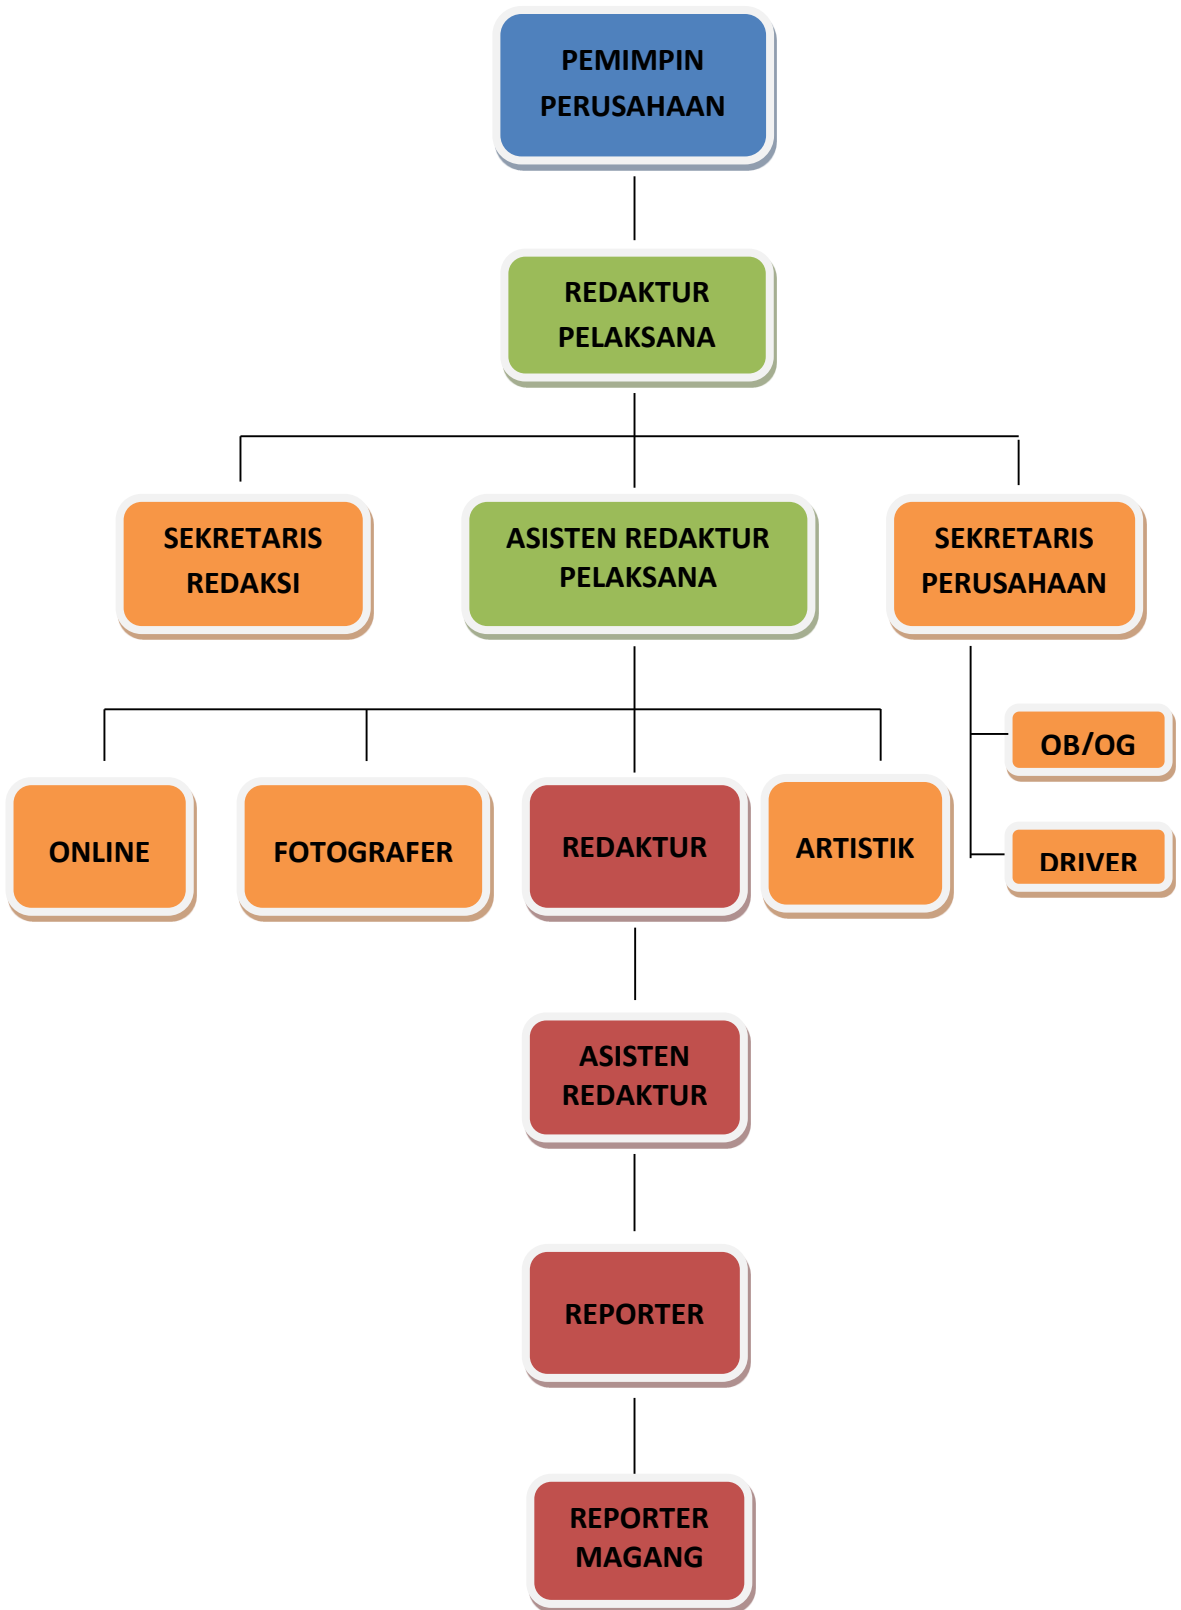 PEMIMPIN
PERUSAHAAN
REDAKTUR
PELAKSANA
SEKRETARIS
REDAKSI
ASISTEN REDAKTUR
PELAKSANA
SEKRETARIS
PERUSAHAAN
OB/OG
DRIVER
ONLINE
FOTOGRAFER
REDAKTUR
ARTISTIK
ASISTEN
REDAKTUR
REPORTER
REPORTER
MAGANG